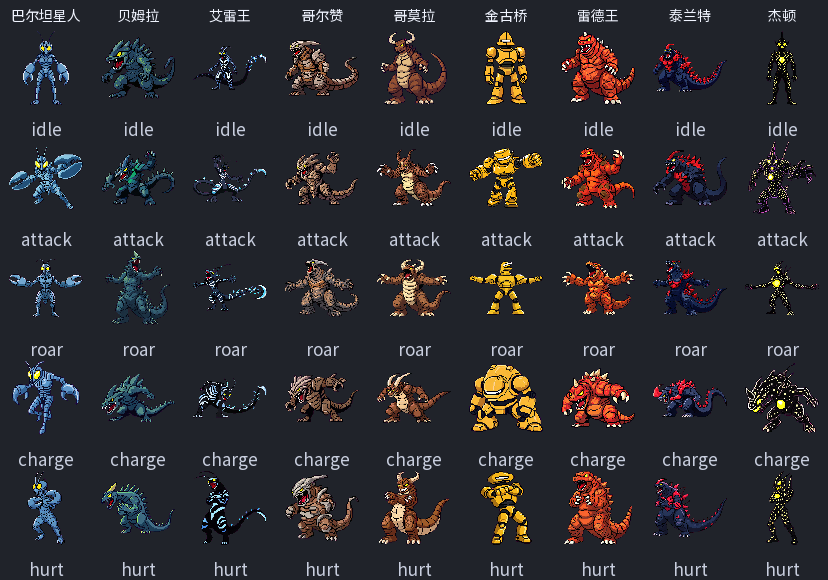 巴尔坦星人 贝姆拉 艾雷王 哥尔赞 哥莫拉 金古桥 雷德王 泰兰特 杰顿
idle idle idle idle idle idle idle idle idle
attack attack attack attack attack attack attack attack attack
roar roar roar roar roar roar roar roar roar
charge charge charge charge charge charge charge charge charge
hurt hurt hurt hurt hurt hurt hurt hurt hurt